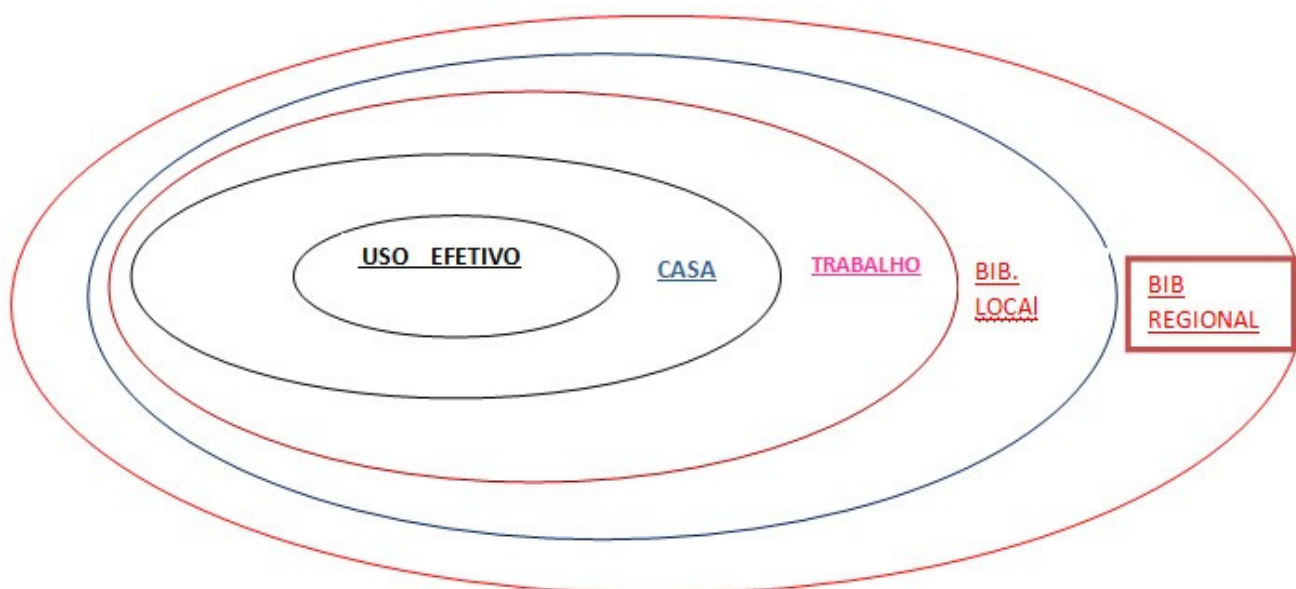 USO EFETIVO
CASA
TRABALHO
BIB.
LOCAl
BIB
REGIONAL